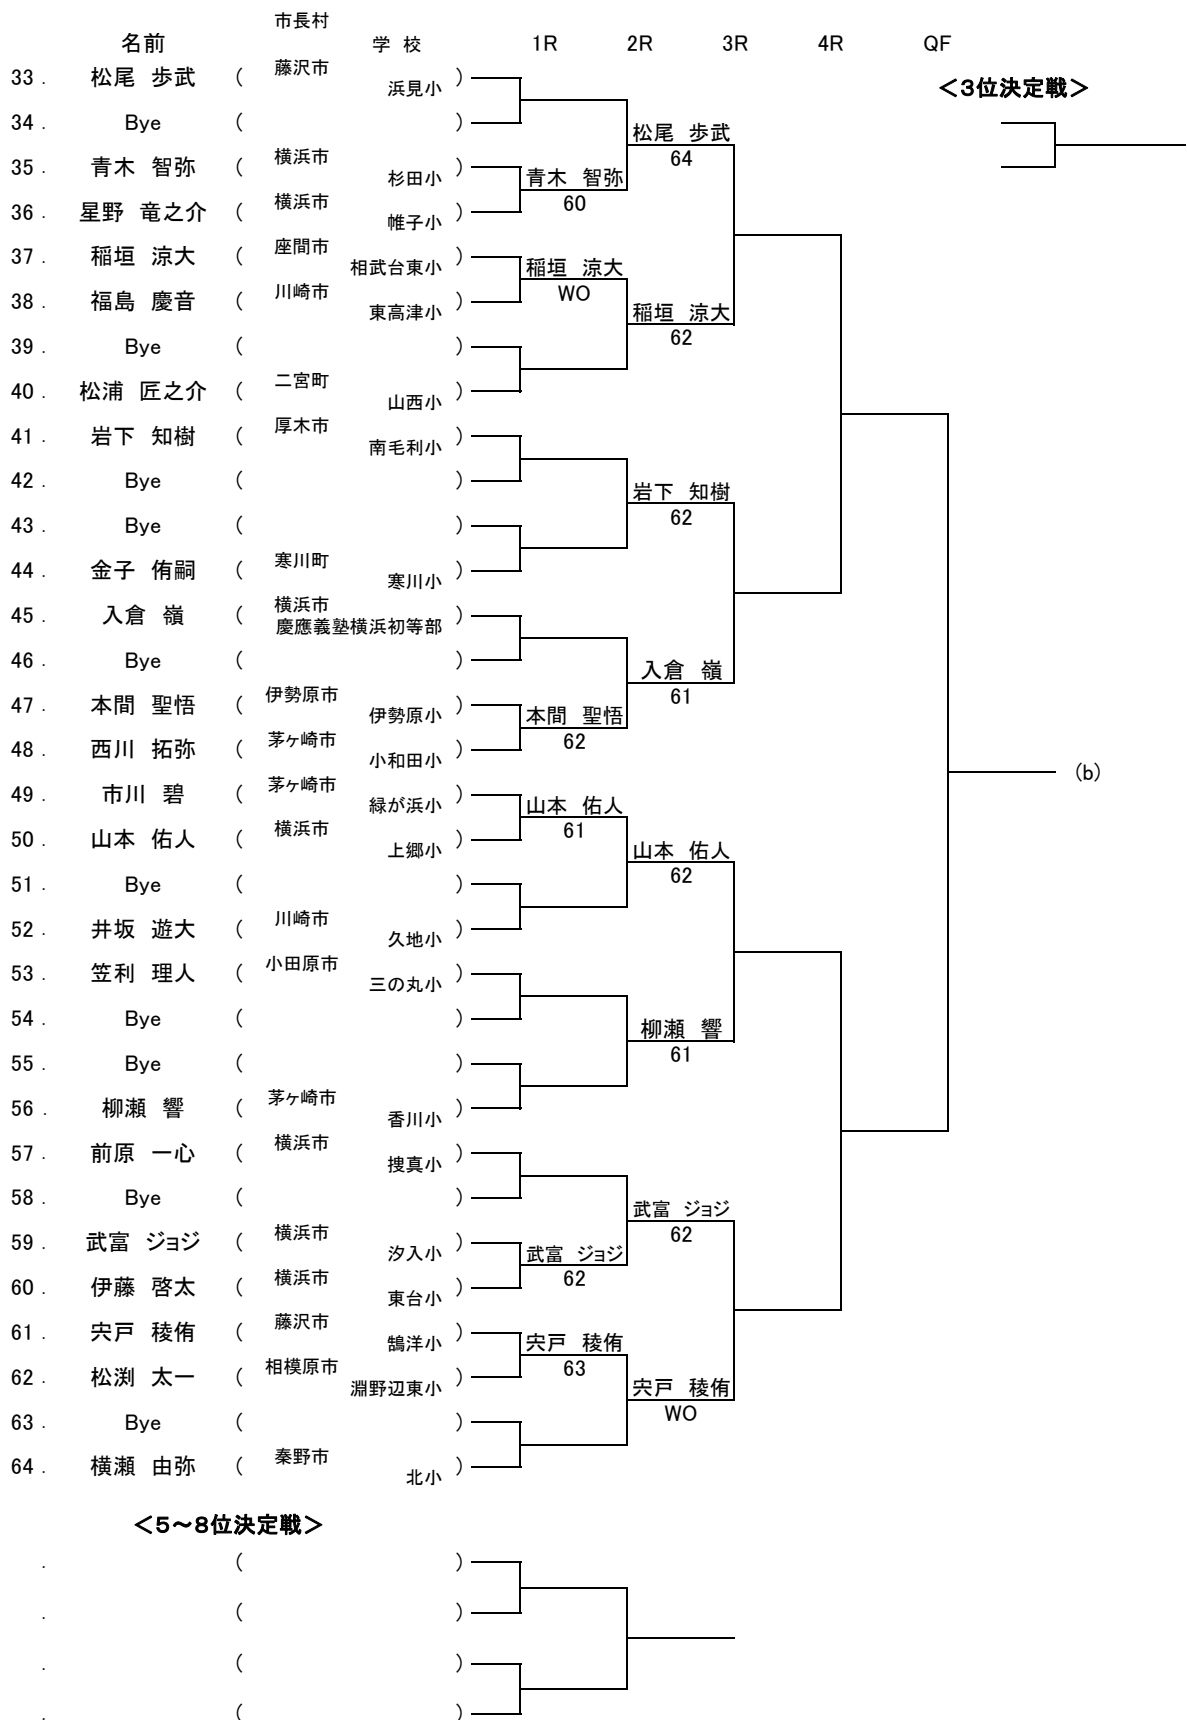 市長村
名前 学 校 1R 2R 3R 4R QF
33 . 松尾 歩武 ( 藤沢市 浜見小 )
＜3位決定戦＞
34 . Bye ( )
松尾 歩武
64
35 . 青木 智弥 ( 横浜市 杉田小 )
青木 智弥
60
36 . 星野 竜之介 ( 横浜市 帷子小 )
37 . 稲垣 涼大 ( 座間市 相武台東小 )
稲垣 涼大
WO
38 . 福島 慶音 ( 川崎市 東高津小 )
稲垣 涼大
62
39 . Bye ( )
40 . 松浦 匠之介 ( 二宮町 山西小 )
41 . 岩下 知樹 ( 厚木市 南毛利小 )
42 . Bye ( )
岩下 知樹
62
43 . Bye ( )
44 . 金子 侑嗣 ( 寒川町 寒川小 )
45 . 入倉 嶺 ( 横浜市 慶應義塾横浜初等部 )
46 . Bye ( )
入倉 嶺
61
47 . 本間 聖悟 ( 伊勢原市 伊勢原小 )
本間 聖悟
62
48 . 西川 拓弥 ( 茅ヶ崎市 小和田小 )
(b)
49 . 市川 碧 ( 茅ヶ崎市 緑が浜小 )
山本 佑人
61
50 . 山本 佑人 ( 横浜市 上郷小 )
山本 佑人
62
51 . Bye ( )
52 . 井坂 遊大 ( 川崎市 久地小 )
53 . 笠利 理人 ( 小田原市 三の丸小 )
54 . Bye ( )
柳瀬 響
61
55 . Bye ( )
56 . 柳瀬 響 ( 茅ヶ崎市 香川小 )
57 . 前原 一心 ( 横浜市 捜真小 )
58 . Bye ( )
武富 ジョジ
62
59 . 武富 ジョジ ( 横浜市 汐入小 )
武富 ジョジ
62
60 . 伊藤 啓太 ( 横浜市 東台小 )
61 . 宍戸 稜侑 ( 藤沢市 鵠洋小 )
宍戸 稜侑
63
62 . 松渕 太一 ( 相模原市 淵野辺東小 )
宍戸 稜侑
WO
63 . Bye ( )
64 . 横瀬 由弥 ( 秦野市 北小 )
＜5～8位決定戦＞
. ( )
. ( )
. ( )
. ( )